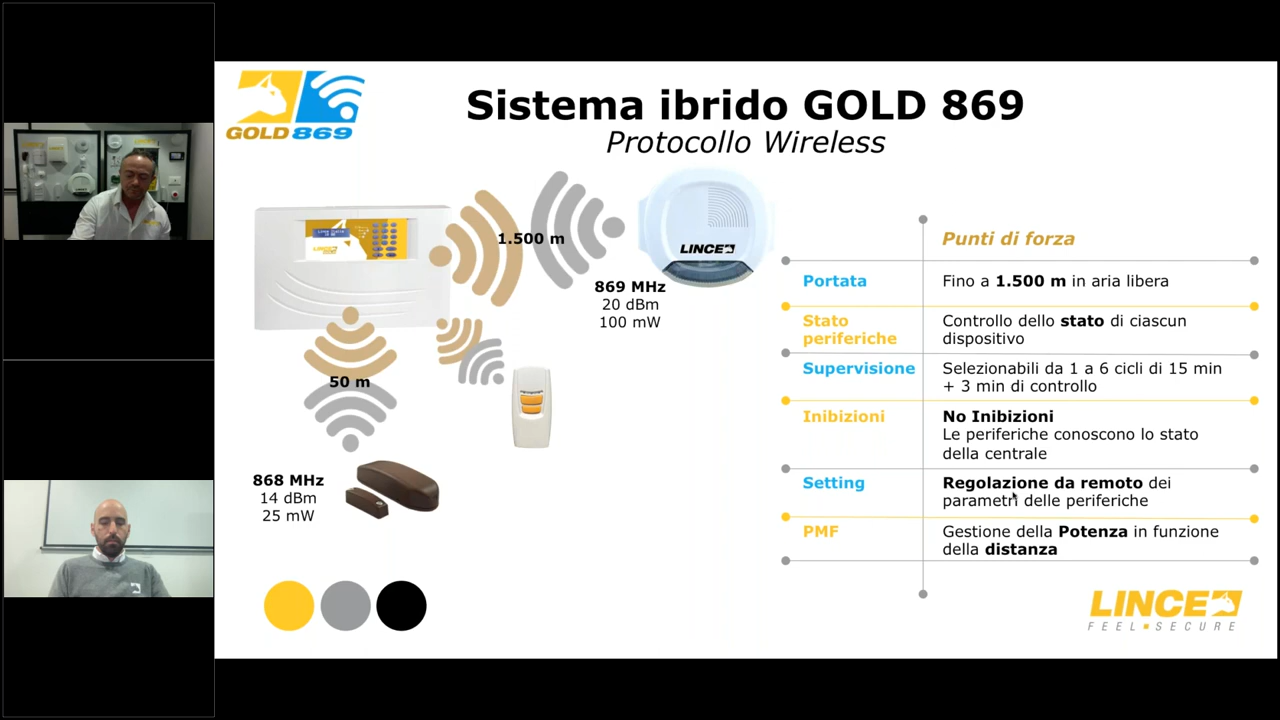 GOLD 869
Sistema ibrido GOLD 869
Protocollo Wireless
1.500 m
LINCE
869 MHz
20 dBm
100 mW
50 m
868 MHz
14 dBm
25 mW
Punti di forza
Portata
Fino a 1.500 m in aria libera
Stato
periferiche
Controllo dello stato di ciascun
dispositivo
Supervisione
Selezionabili da 1 a 6 cicli di 15 min
+ 3 min di controllo
Inibizioni
No Inibizioni
Le periferiche conoscono lo stato
della centrale
Setting
Regolazione da remoto dei
parametri delle periferiche
PMF
Gestione della Potenza in funzione
della distanza
LINCE
FEEL SECURE